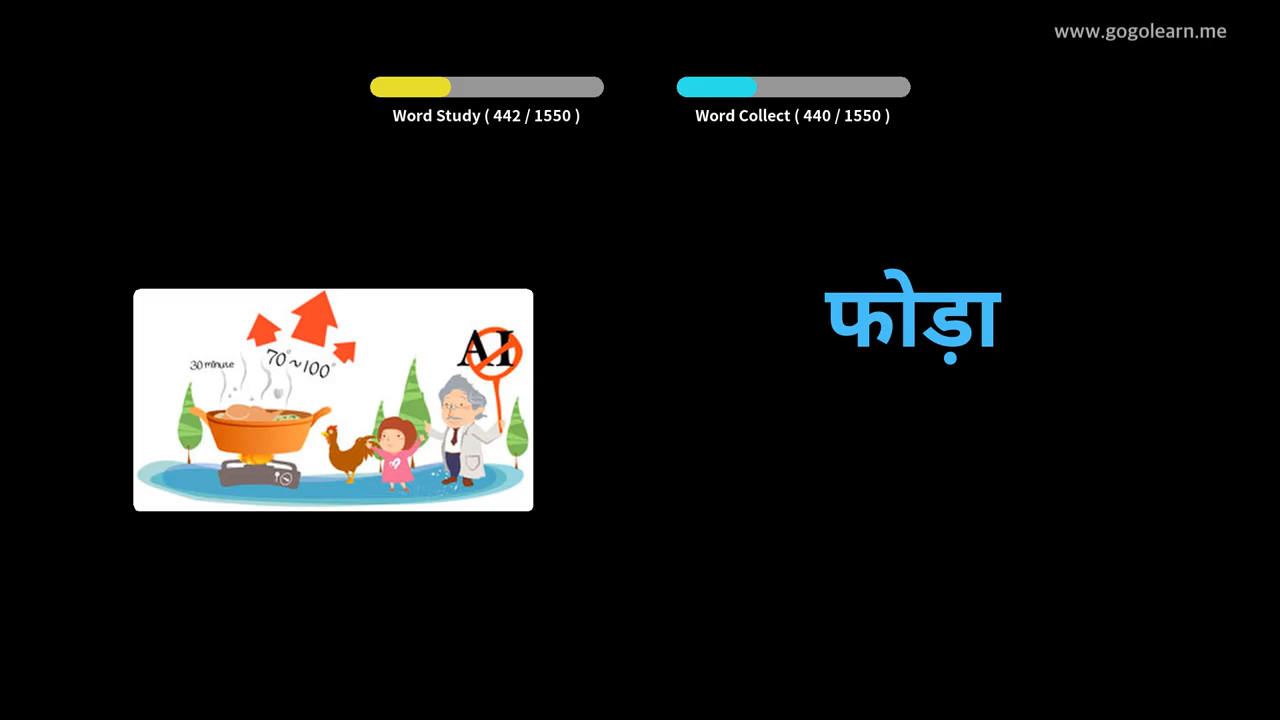 www.gogolearn.me
Word Study ( 442 / 1550 )
Word Collect ( 440 / 1550 )
फोड़ा
30 minute
70°~100°
AI